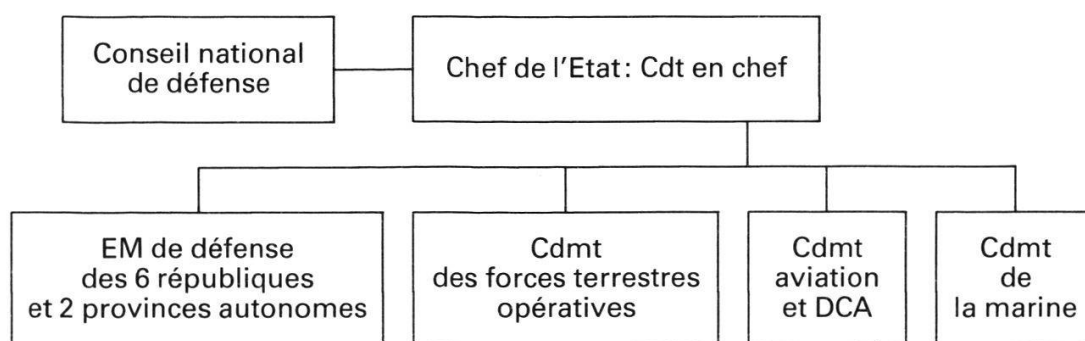 Conseil national
de défense
Chef de l'Etat: Cdt en chef
EM de défense
des 6 républiques
et 2 provinces autonomes
Cdmt
des forces terrestres
opératives
Cdmt
aviation
et DCA
Cdmt
de
la marine